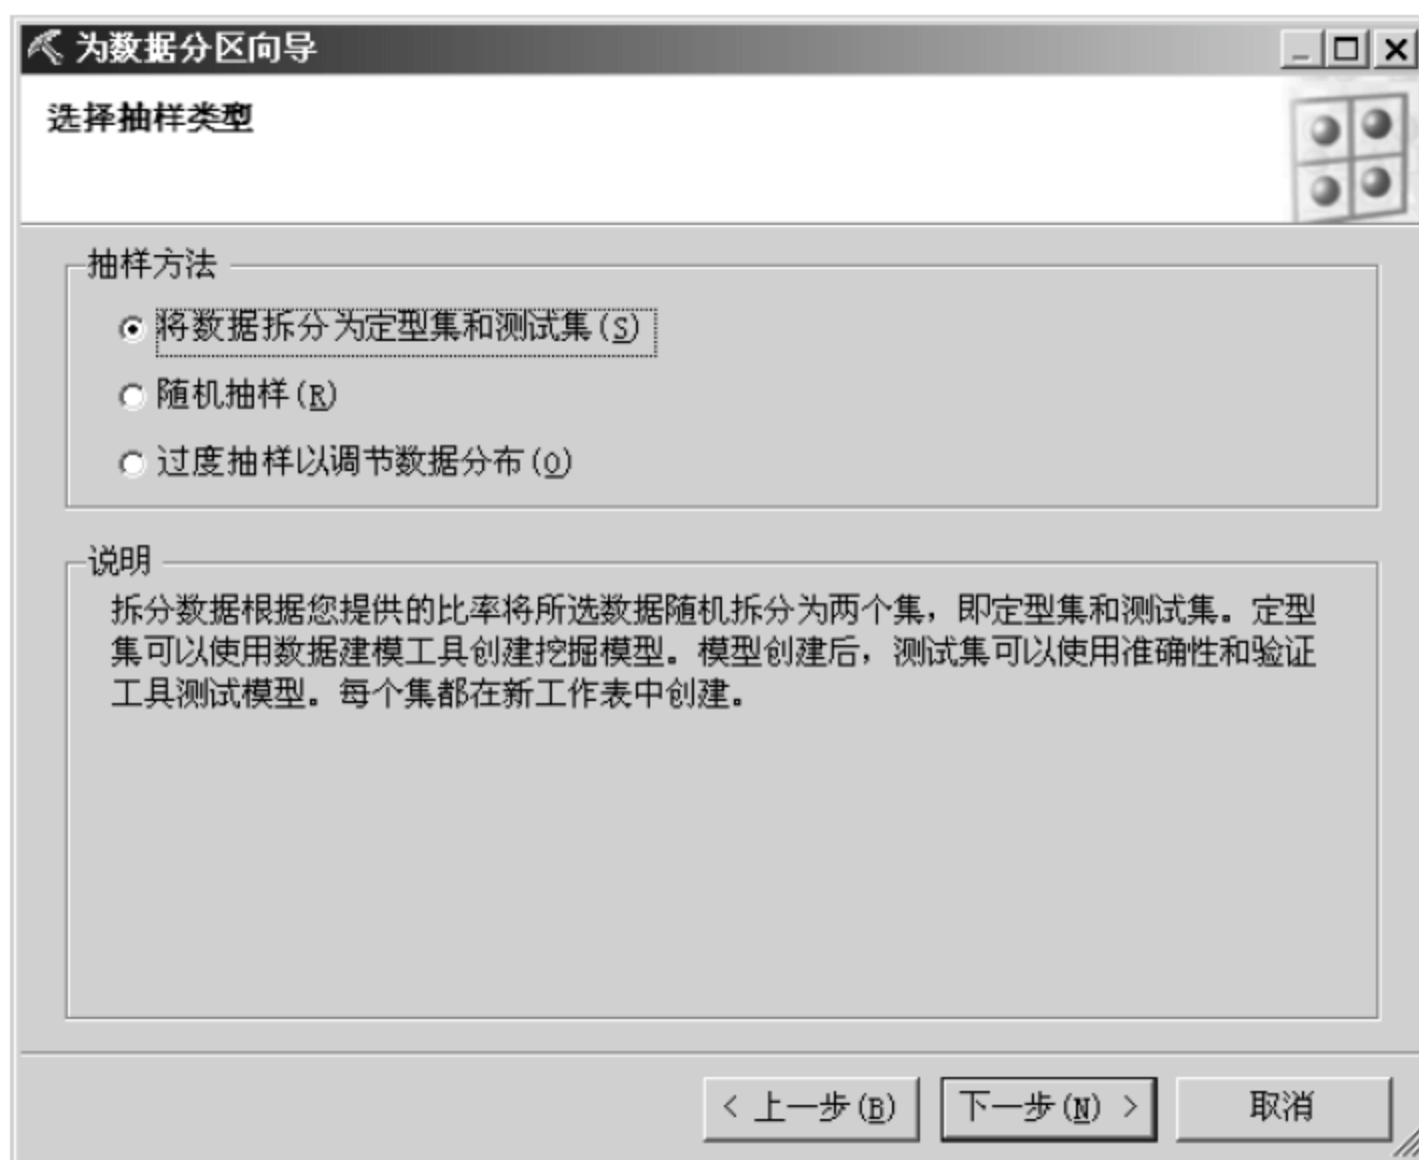 为数据分区向导
选择抽样类型
抽样方法
将数据拆分为定型集和测试集(S)
随机抽样(R)
过度抽样以调节数据分布(O)
说明
拆分数据根据您提供的比率将所选数据随机拆分为两个集，即定型集和测试集。定型
集可以使用数据建模工具创建挖掘模型。模型创建后，测试集可以使用准确性和验证
工具测试模型。每个集都在新工作表中创建。
< 上一步(B)
下一步(N) >
取消